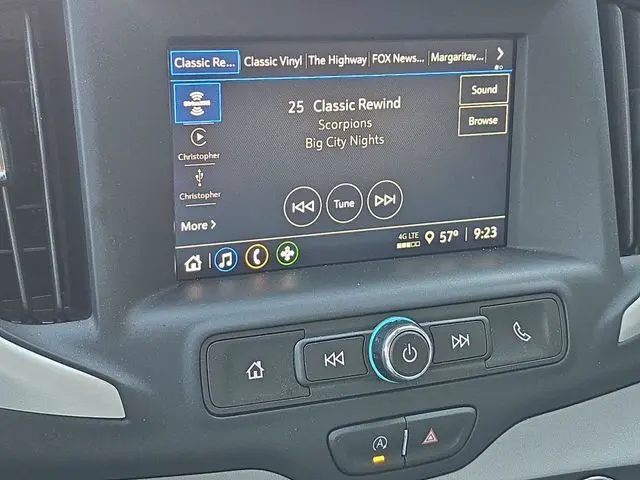 Classic Re... Classic Vinyl The Highway FOX News... Margaritav...
SiriusXM
25 Classic Rewind
Scorpions
Big City Nights
Sound
Browse
Christopher
Christopher
Tune
More
4G LTE 57° 9:23
A